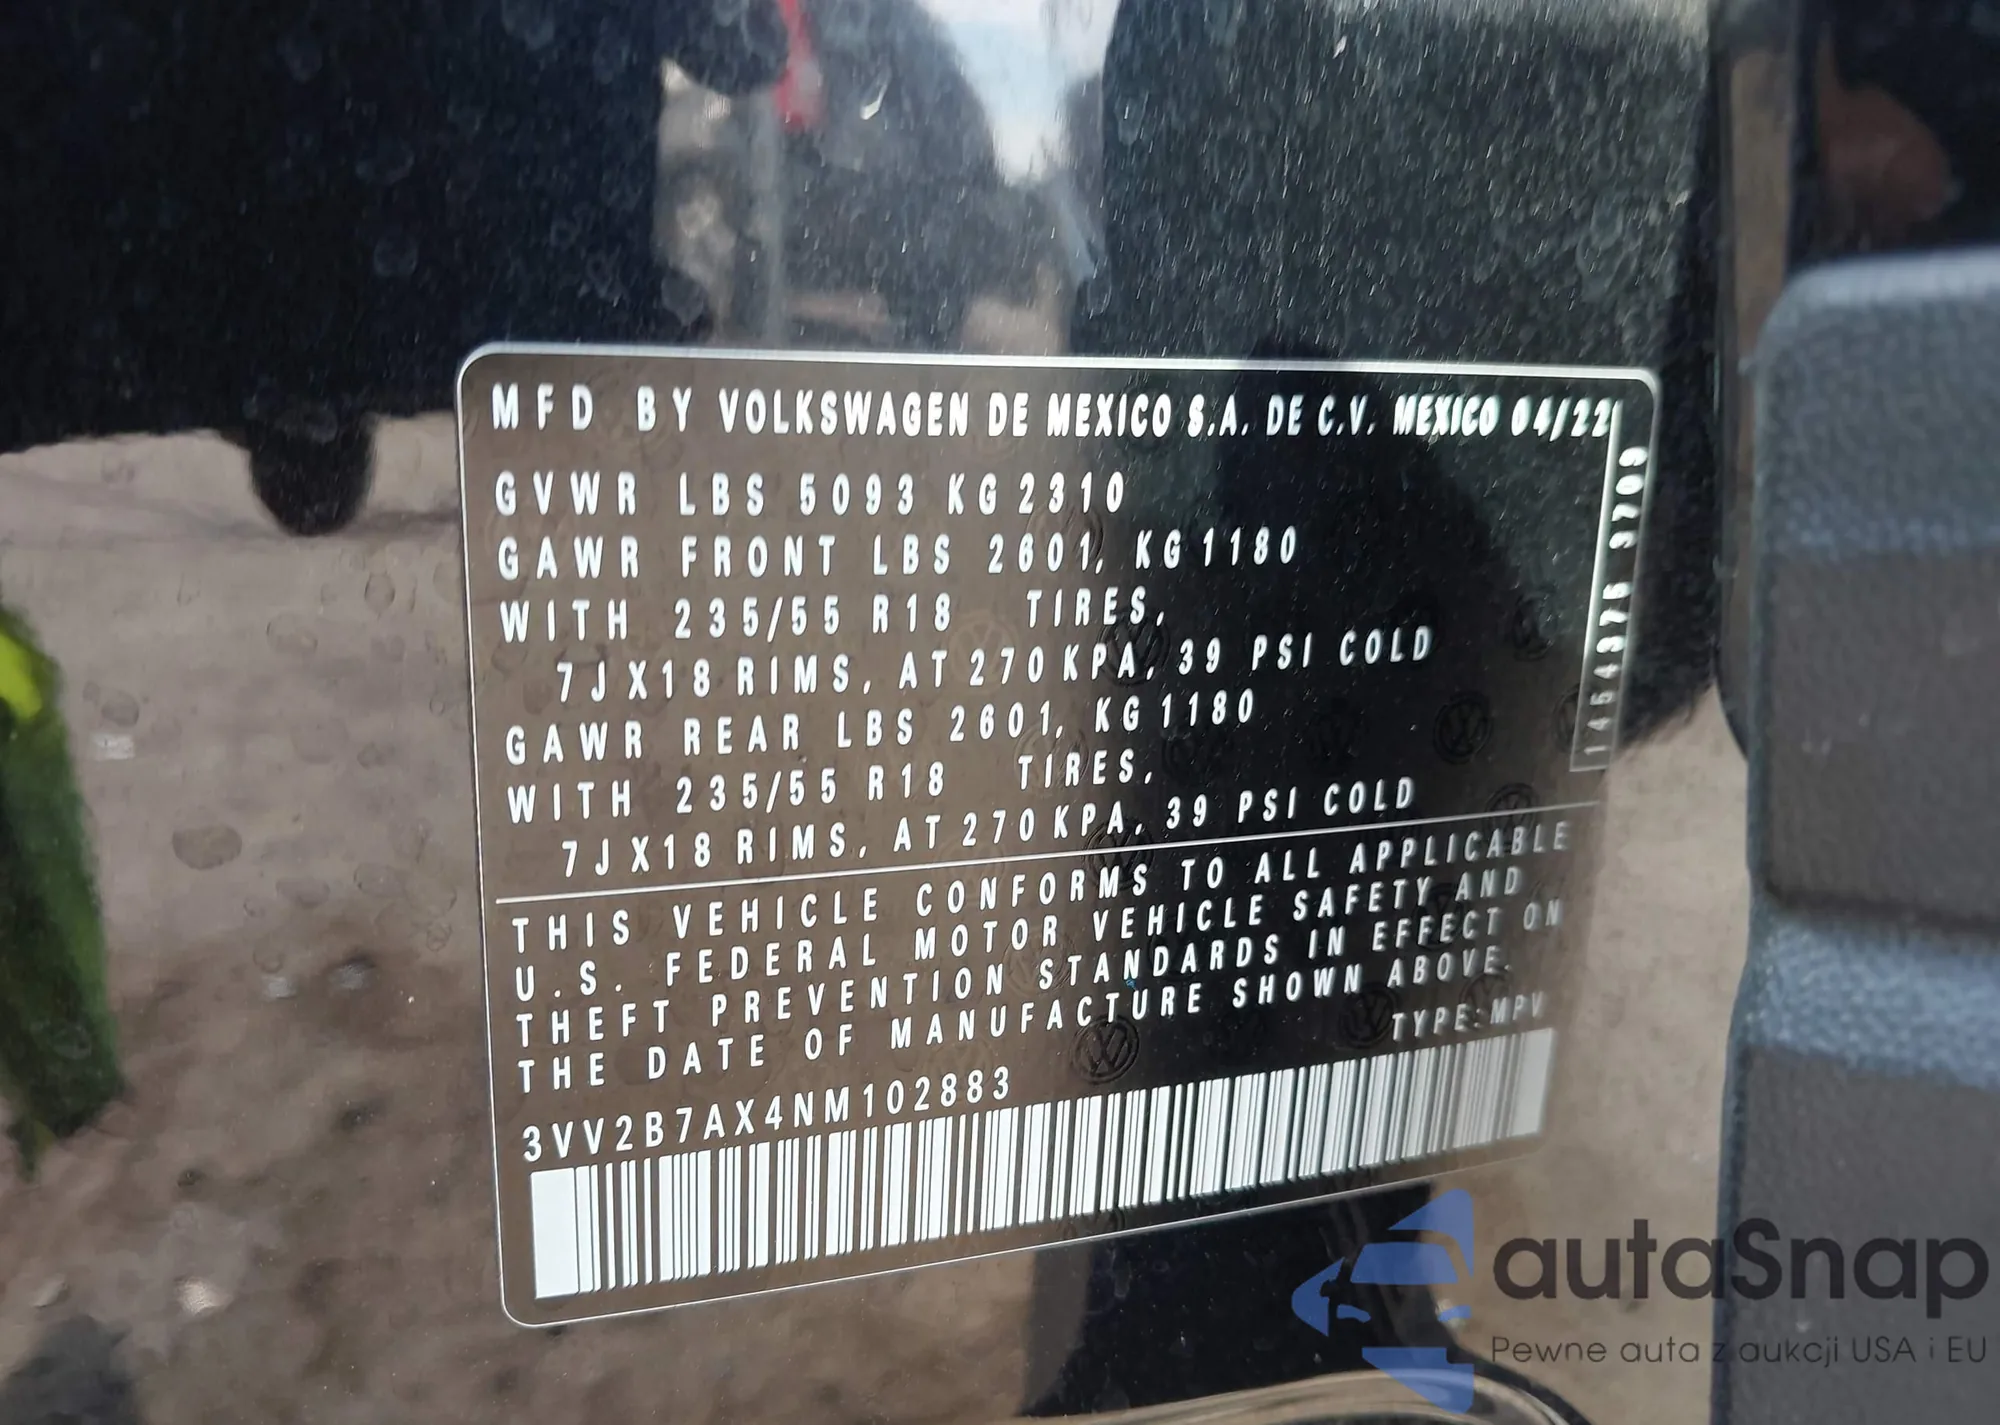 MFD BY VOLKSWAGEN DE MEXICO S.A. DE C.V. MEXICO 04/22
GVWR LBS 5093 KG 2310
GAWR FRONT LBS 2601, KG 1180
WITH 235/55 R18 TIRES,
7J X18 RIMS, AT 270 KPA, 39 PSI COLD
GAWR REAR LBS 2601, KG 1180
WITH 235/55 R18 TIRES,
7J X18 RIMS, AT 270 KPA, 39 PSI COLD
THIS VEHICLE CONFORMS TO ALL APPLICABLE
U.S. FEDERAL MOTOR VEHICLE SAFETY AND
THEFT PREVENTION STANDARDS IN EFFECT ON
THE DATE OF MANUFACTURE SHOWN ABOVE.
TYPE:MPV
3VV2B7AX4NM102883
autaSnap
Pewne auta z aukcji USA i EU